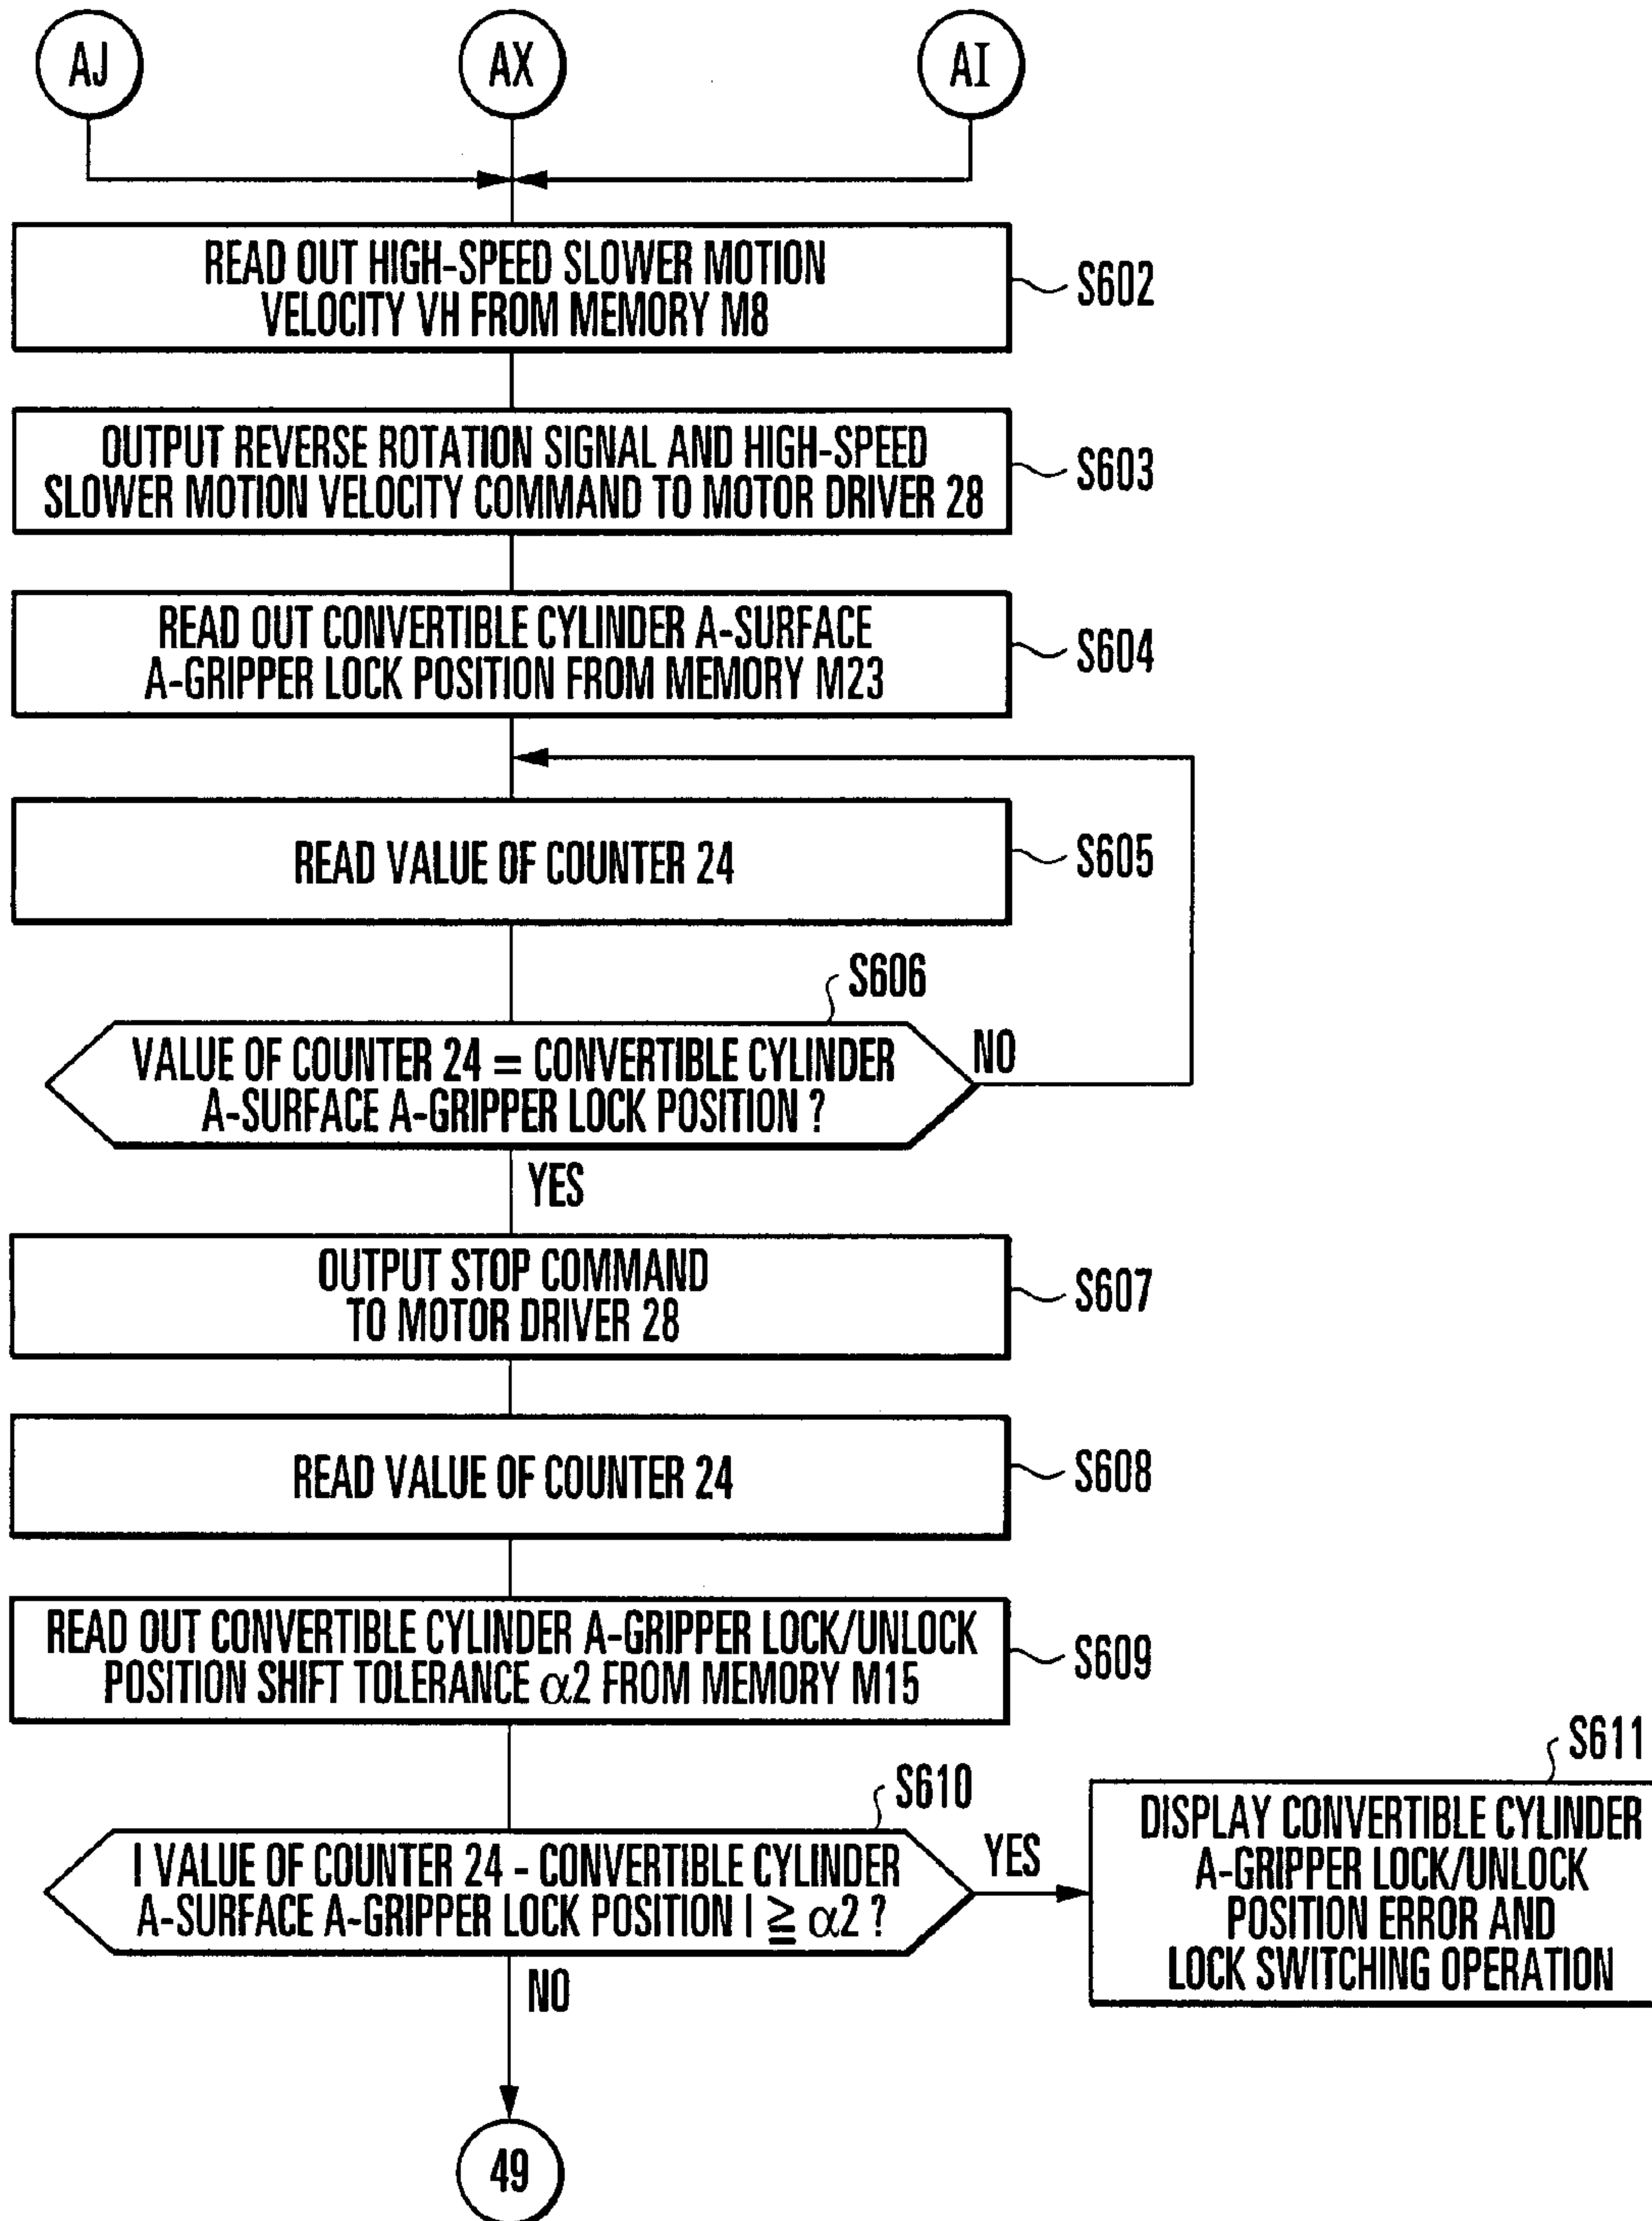 AJ
AX
AI
READ OUT HIGH-SPEED SLOWER MOTION
VELOCITY VH FROM MEMORY M8
S602
OUTPUT REVERSE ROTATION SIGNAL AND HIGH-SPEED
SLOWER MOTION VELOCITY COMMAND TO MOTOR DRIVER 28
S603
READ OUT CONVERTIBLE CYLINDER A-SURFACE
A-GRIPPER LOCK POSITION FROM MEMORY M23
S604
READ VALUE OF COUNTER 24
S605
S606
VALUE OF COUNTER 24 = CONVERTIBLE CYLINDER
A-SURFACE A-GRIPPER LOCK POSITION ?
NO
YES
OUTPUT STOP COMMAND
TO MOTOR DRIVER 28
S607
READ VALUE OF COUNTER 24
S608
READ OUT CONVERTIBLE CYLINDER A-GRIPPER LOCK/UNLOCK
POSITION SHIFT TOLERANCE α2 FROM MEMORY M15
S609
S610
| VALUE OF COUNTER 24 - CONVERTIBLE CYLINDER
A-SURFACE A-GRIPPER LOCK POSITION | ≧ α2 ?
YES
S611
DISPLAY CONVERTIBLE CYLINDER
A-GRIPPER LOCK/UNLOCK
POSITION ERROR AND
LOCK SWITCHING OPERATION
NO
49